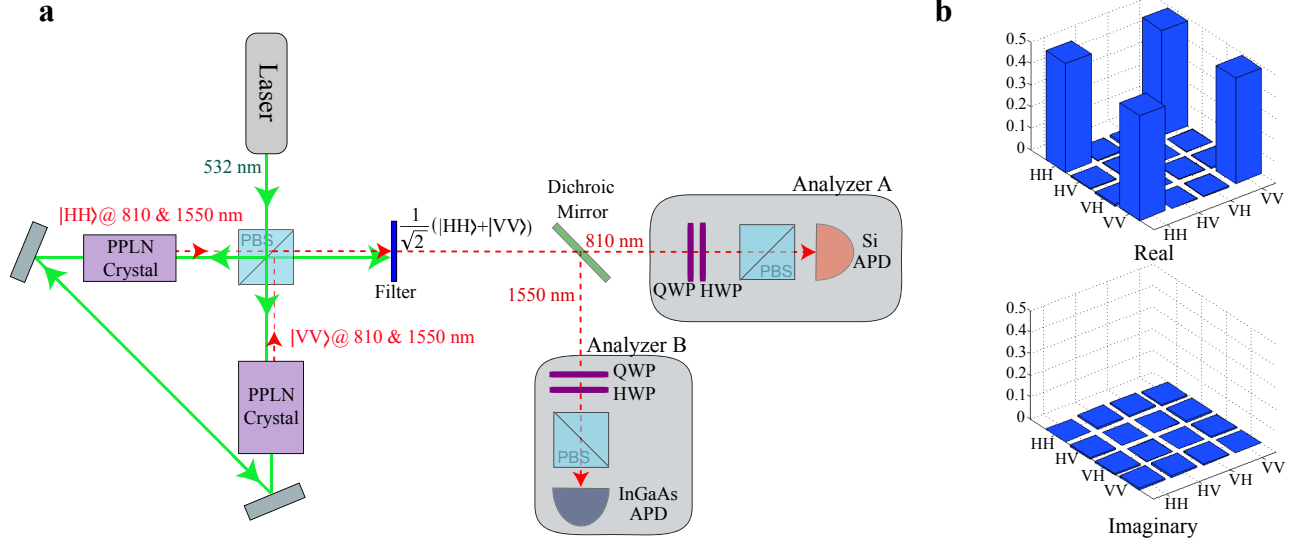 a
Laser
532 nm
|HH⟩@ 810 & 1550 nm
PPLN
Crystal
PBS
1
√2
(|HH⟩+|VV⟩)
Filter
|VV⟩@ 810 & 1550 nm
PPLN
Crystal
Dichroic
Mirror
810 nm
1550 nm
Analyzer A
QWP
HWP
PBS
Si
APD
Analyzer B
QWP
HWP
PBS
InGaAs
APD
b
0.5
0.4
0.3
0.2
0.1
0
HH
HV
VH
VV
HH
HV
VH
VV
Real
0.5
0.4
0.3
0.2
0.1
0
HH
HV
VH
VV
HH
HV
VH
VV
Imaginary